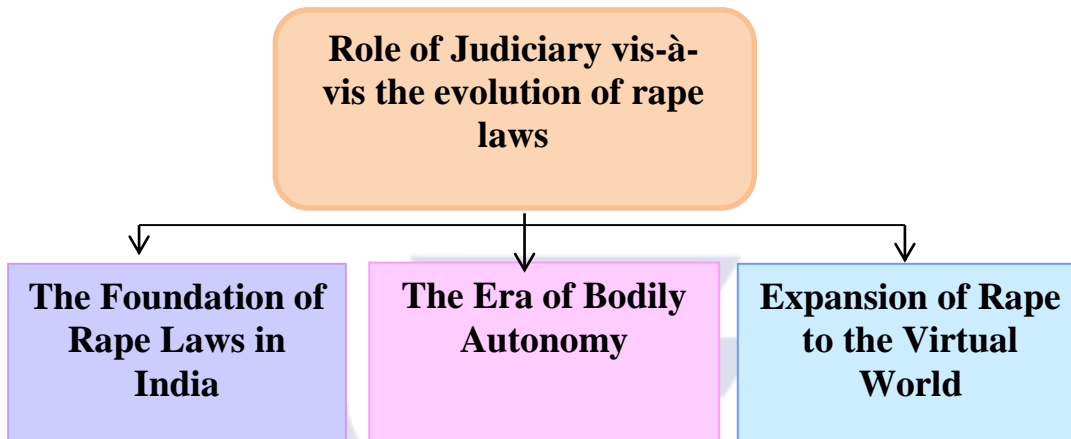 Role of Judiciary vis-à-
vis the evolution of rape
laws
The Foundation of
Rape Laws in
India
The Era of Bodily
Autonomy
Expansion of Rape
to the Virtual
World